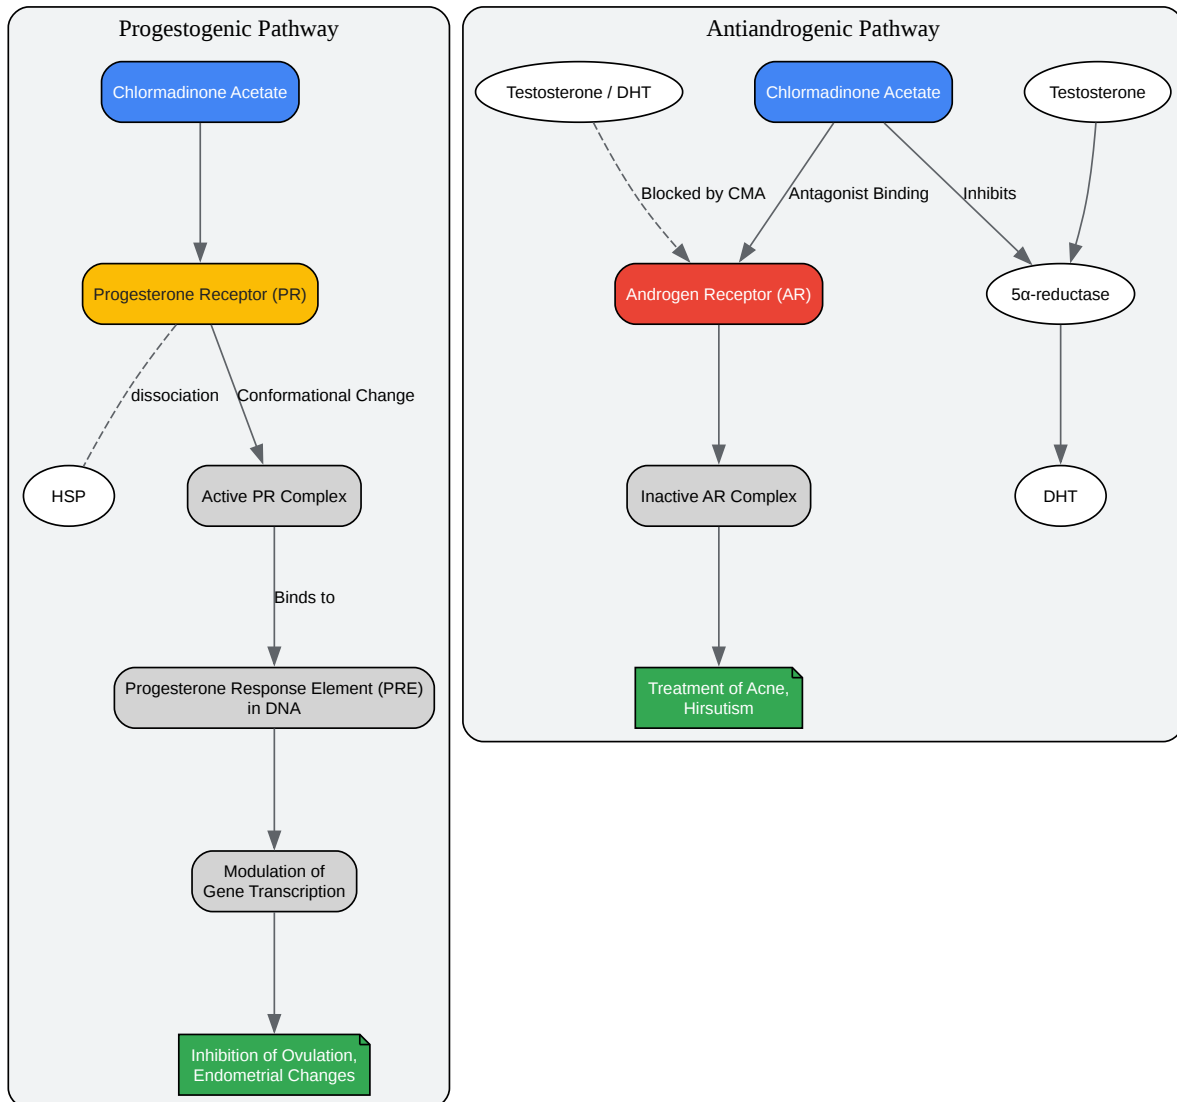 Progestogenic Pathway
Chlormadinone Acetate
Progesterone Receptor (PR)
dissociation
Conformational Change
HSP
Active PR Complex
Binds to
Progesterone Response Element (PRE)
in DNA
Modulation of
Gene Transcription
Inhibition of Ovulation,
Endometrial Changes
Antiandrogenic Pathway
Testosterone / DHT
Chlormadinone Acetate
Testosterone
Blocked by CMA
Antagonist Binding
Inhibits
Androgen Receptor (AR)
5α-reductase
Inactive AR Complex
DHT
Treatment of Acne,
Hirsutism